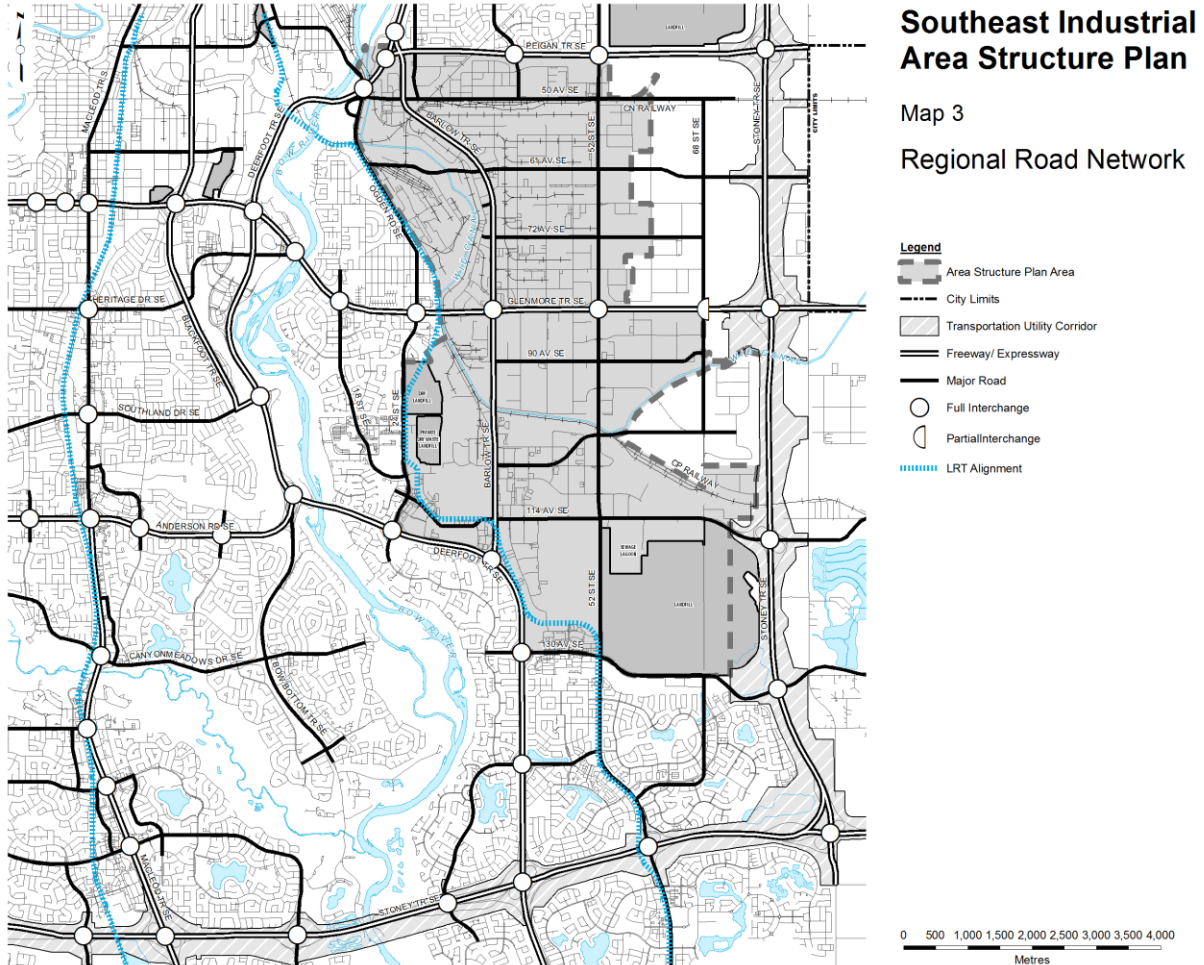 Southeast Industrial
Area Structure Plan
Map 3
Regional Road Network
Legend
Area Structure Plan Area
City Limits
Transportation Utility Corridor
Freeway/ Expressway
Major Road
Full Interchange
PartialInterchange
LRT Alignment
0 500 1,000 1,500 2,000 2,500 3,000 3,500 4,000
Metres
LANDFILL
PEIGAN TR SE
MACLEOD TR S
50 AV SE
CN RAILWAY
STONEY TR SE
CITY LIMITS
DEERFOOT TR SE
BOW RIVER
BARLOW TR SE
52 ST SE
68 ST SE
61 AV SE
OGDEN RD SE
72 AV SE
HERITAGE DR SE
GLENMORE TR SE
BLACKFOOT TR SE
90 AV SE
18 ST SE
24 ST SE
DRY
LANDFILL
SOUTHLAND DR SE
PRIVATE
DRY WASTE
LANDFILL
BARLOW TR SE
CP RAILWAY
114 AV SE
ANDERSON RD SE
DEERFOOT TR SE
SEWAGE
LAGOON
52 ST SE
LANDFILL
STONEY TR SE
BOW RIVER
130 AV SE
CANYONMEADOWS DR SE
BOW BOTTOM TR SE
MACLEOD TR SE
STONEY TR SE